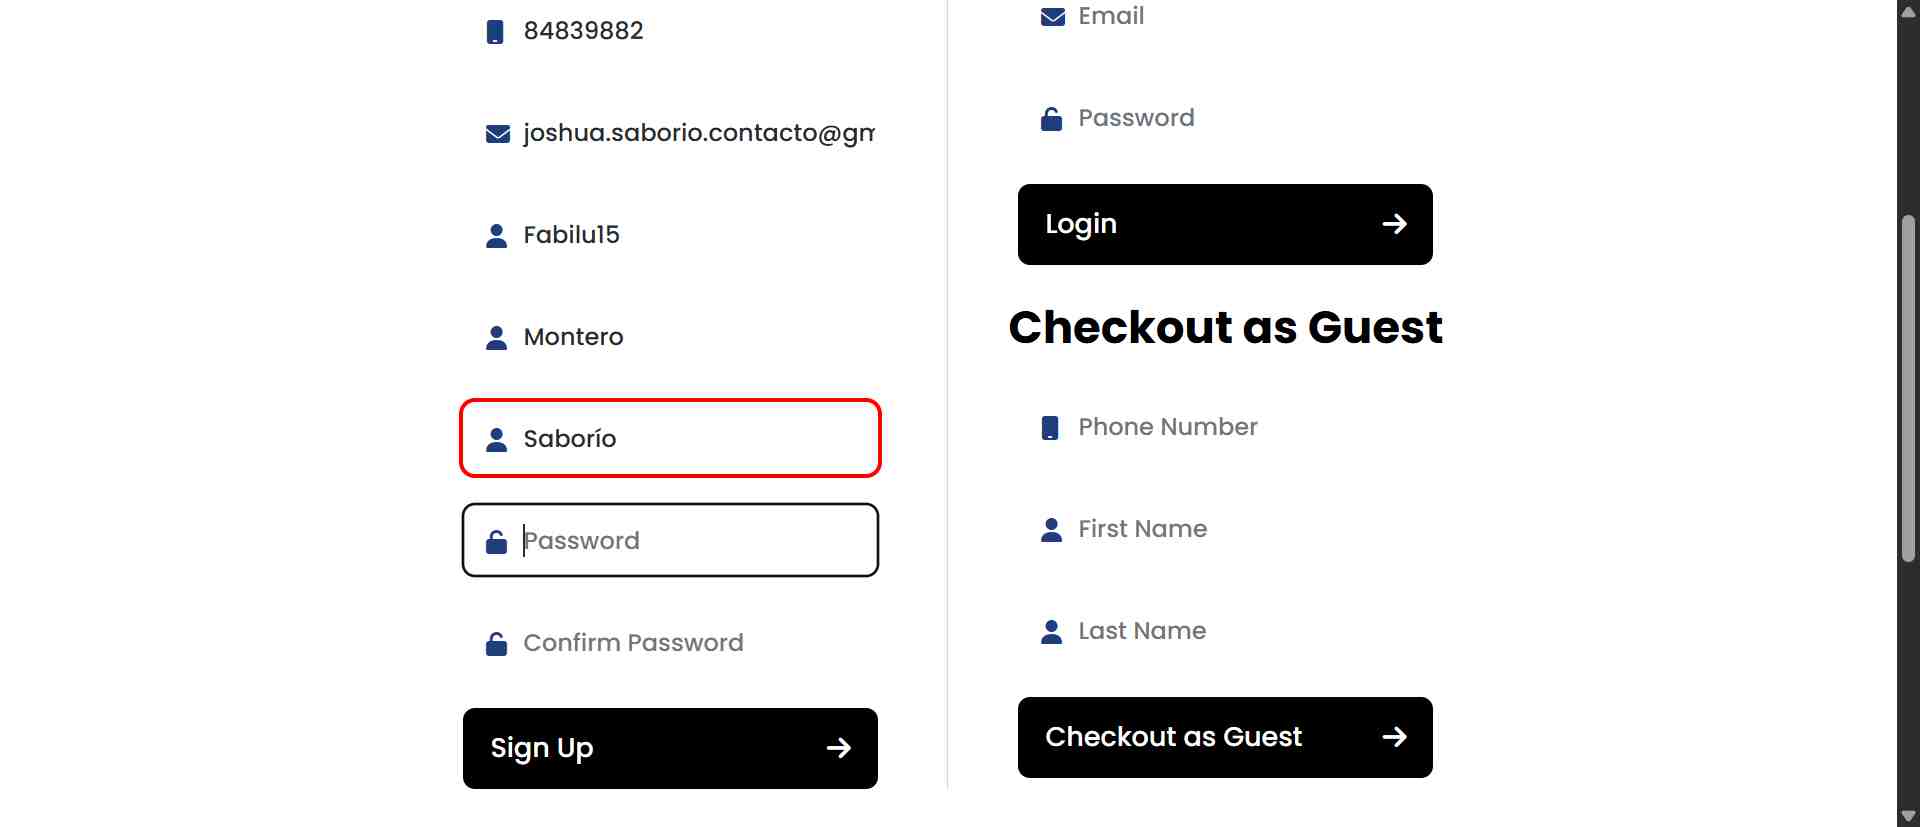 84839882
joshua.saborio.contacto@gm
Fabilu15
Montero
Saborío
Password
Confirm Password
Sign Up
Email
Password
Login
Checkout as Guest
Phone Number
First Name
Last Name
Checkout as Guest